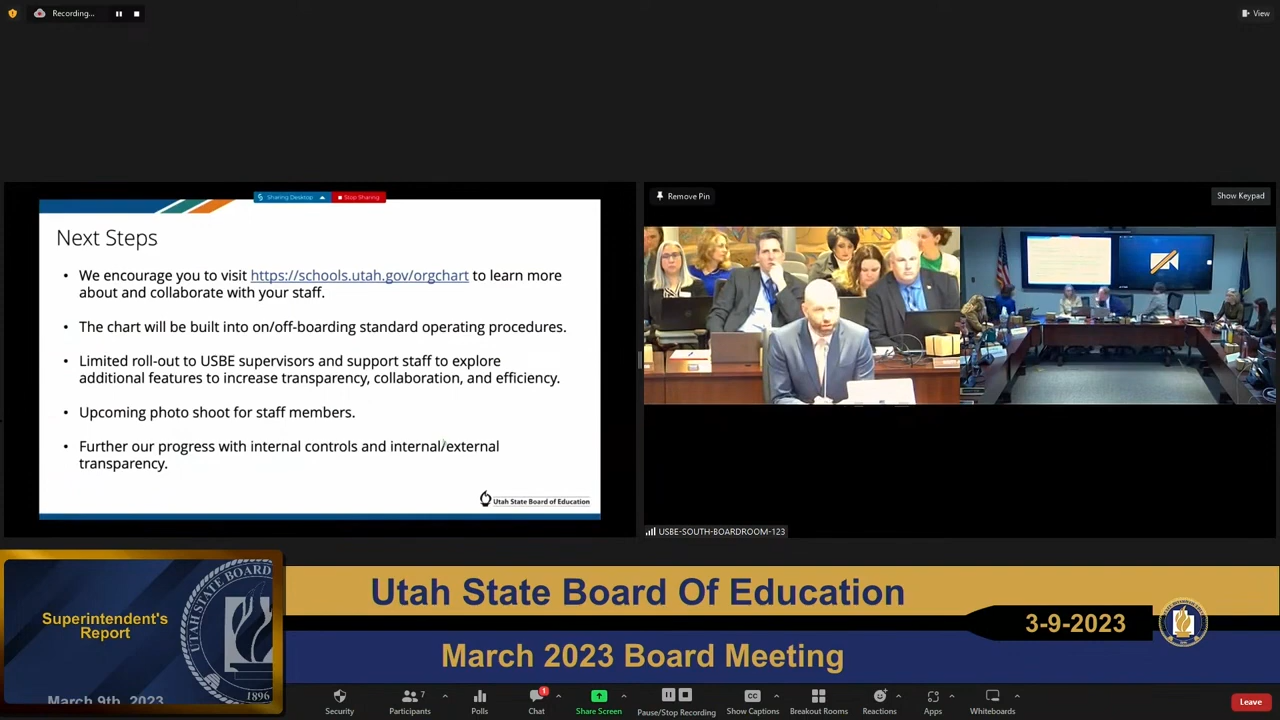 Recording...
View
Sharing Desktop
Stop Sharing
Next Steps
• We encourage you to visit https://schools.utah.gov/orgchart to learn more
about and collaborate with your staff.
• The chart will be built into on/off-boarding standard operating procedures.
• Limited roll-out to USBE supervisors and support staff to explore
additional features to increase transparency, collaboration, and efficiency.
• Upcoming photo shoot for staff members.
• Further our progress with internal controls and internal/external
transparency.
Utah State Board of Education
Remove Pin
Show Keypad
USBE-SOUTH-BOARDROOM-123
Superintendent's
Report
UTAH STATE BOARD
1896
March 9th, 2023
Utah State Board Of Education
3-9-2023
March 2023 Board Meeting
Security
Participants
7
Polls
Chat
1
Share Screen
Pause/Stop Recording
Show Captions
Breakout Rooms
Reactions
Apps
Whiteboards
Leave